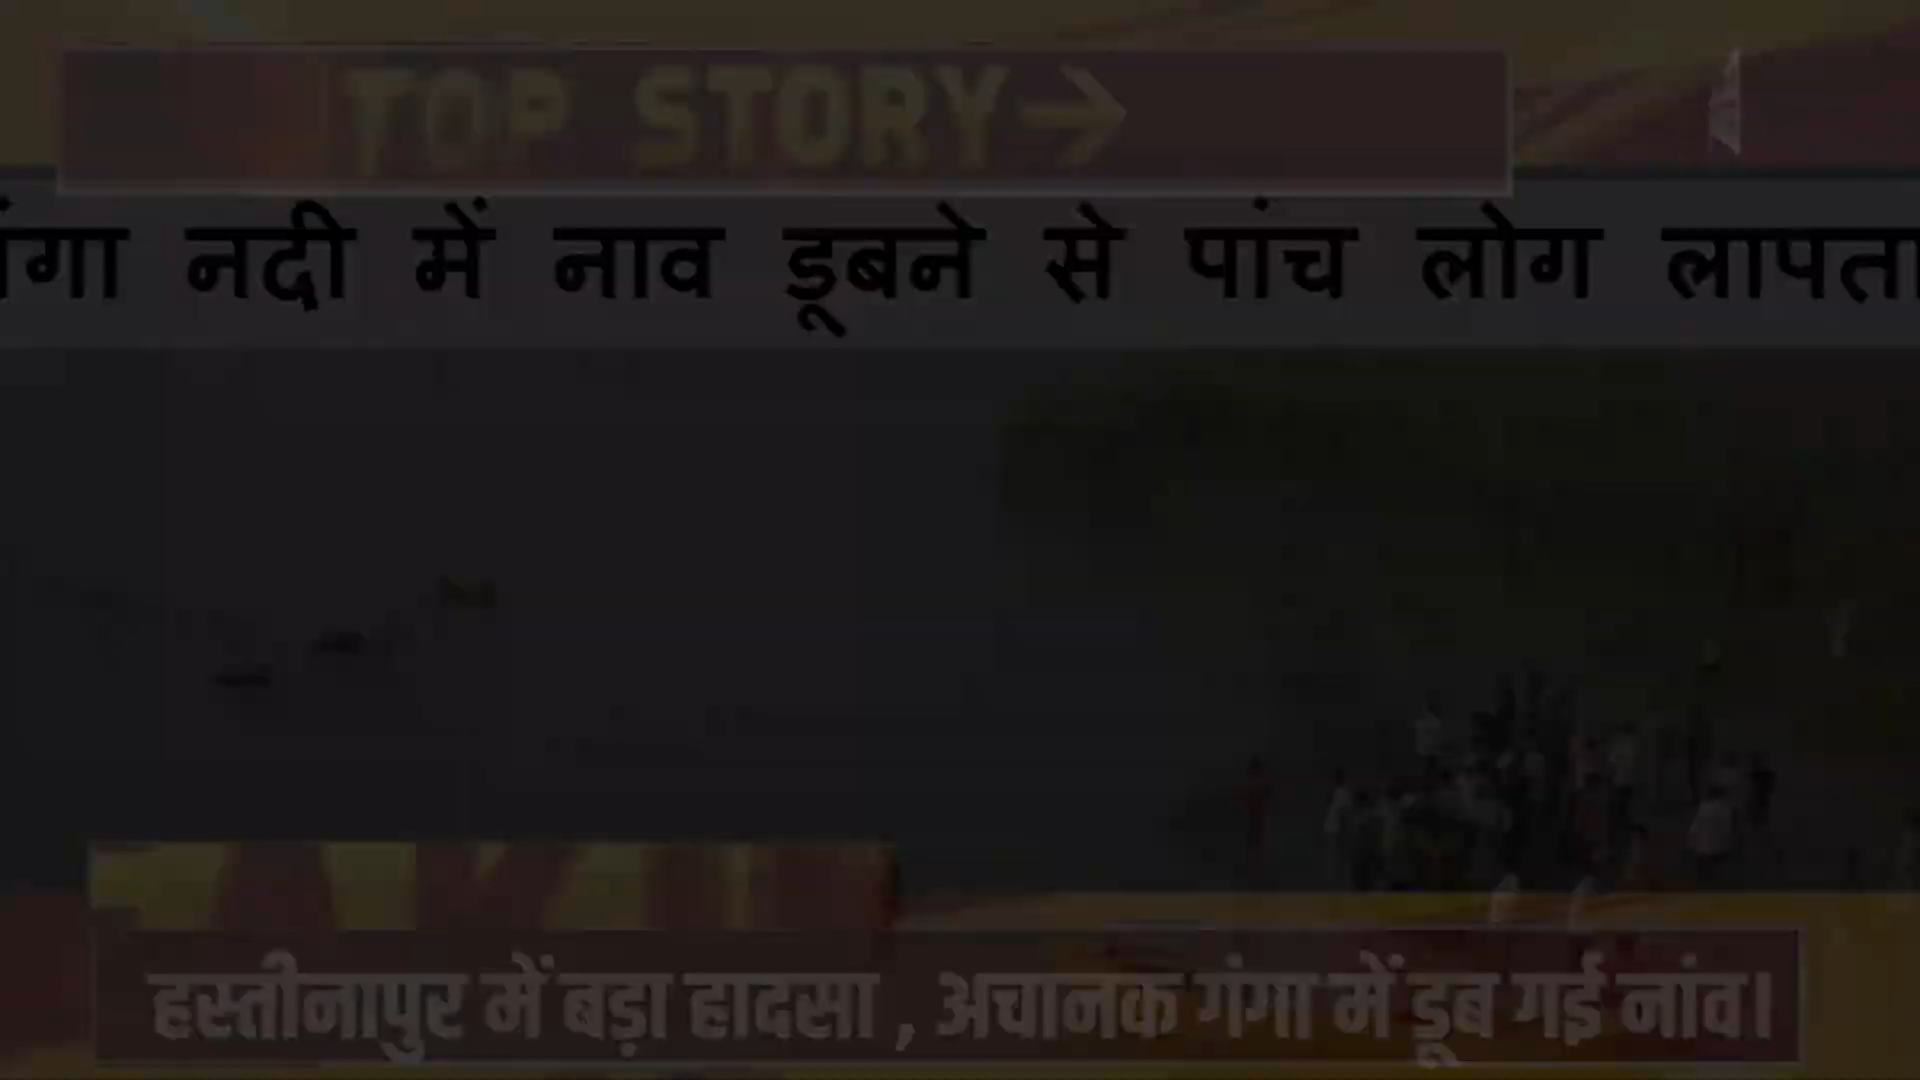 TOP STORY→
गंगा नदी में नाव डूबने से पांच लोग लापता
हस्तीनापुर में बड़ा हादसा , अचानक गंगा में डूब गई नांव।